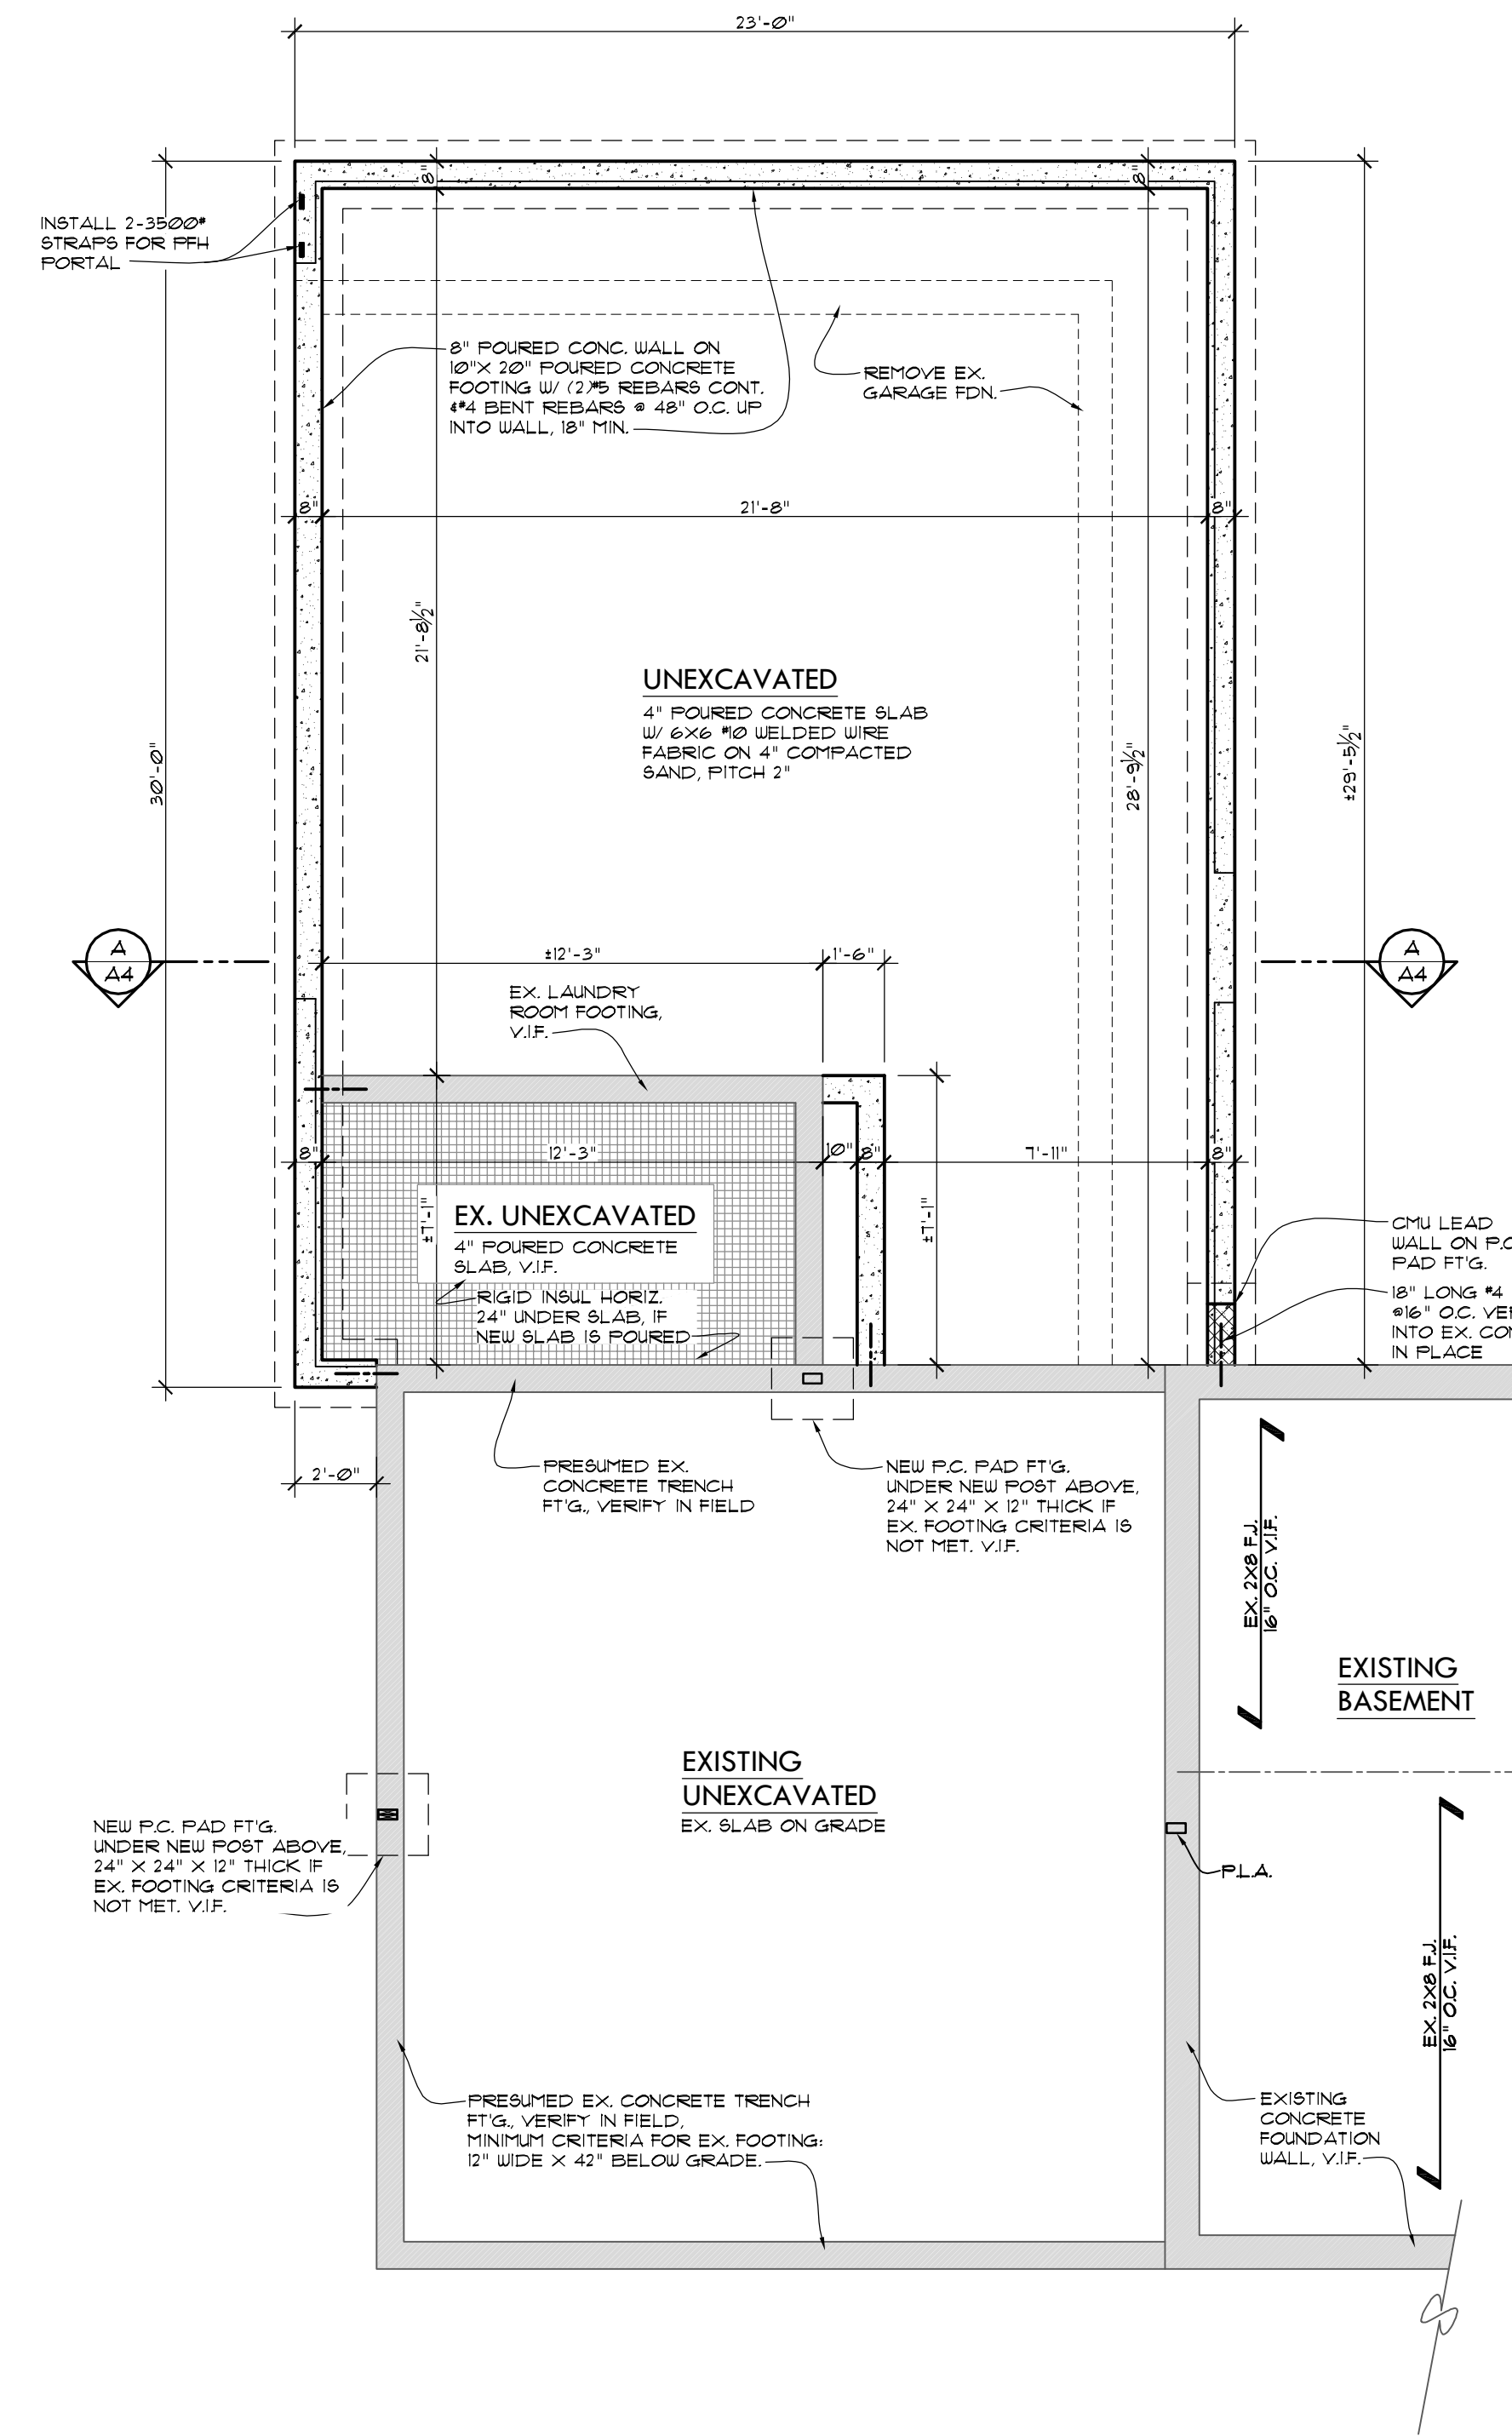 23'-0"
8"
8"
INSTALL 2-3500#
STRAPS FOR PFH
PORTAL
8" POURED CONC. WALL ON
10"X 20" POURED CONCRETE
FOOTING W/ (2)#5 REBARS CONT.
&#4 BENT REBARS @ 48" O.C. UP
INTO WALL, 18" MIN.
REMOVE EX.
GARAGE FDN.
8"
21'-8"
8"
21'-8½"
30'-0"
28'-9½"
±29'-5½"
UNEXCAVATED
4" POURED CONCRETE SLAB
W/ 6X6 #10 WELDED WIRE
FABRIC ON 4" COMPACTED
SAND, PITCH 2"
A
A4
A
A4
±12'-3"
1'-6"
EX. LAUNDRY
ROOM FOOTING,
V.I.F.
8"
12'-3"
10"
8"
7'-11"
8"
±7'-1"
±7'-1"
EX. UNEXCAVATED
4" POURED CONCRETE
SLAB, V.I.F.
RIGID INSUL HORIZ.
24" UNDER SLAB, IF
NEW SLAB IS POURED
CMU LEAD
WALL ON P.C
PAD FT'G.
18" LONG #4
@16" O.C. VE
INTO EX. CON
IN PLACE
2'-0"
PRESUMED EX.
CONCRETE TRENCH
FT'G., VERIFY IN FIELD
NEW P.C. PAD FT'G.
UNDER NEW POST ABOVE,
24" X 24" X 12" THICK IF
EX. FOOTING CRITERIA IS
NOT MET. V.I.F.
EX. 2X8 F.J.
16" O.C. V.I.F.
EXISTING
BASEMENT
EXISTING
UNEXCAVATED
EX. SLAB ON GRADE
NEW P.C. PAD FT'G.
UNDER NEW POST ABOVE,
24" X 24" X 12" THICK IF
EX. FOOTING CRITERIA IS
NOT MET. V.I.F.
P.L.A.
EX. 2X8 F.J.
16" O.C. V.I.F.
PRESUMED EX. CONCRETE TRENCH
FT'G., VERIFY IN FIELD,
MINIMUM CRITERIA FOR EX. FOOTING:
12" WIDE X 42" BELOW GRADE.
EXISTING
CONCRETE
FOUNDATION
WALL, V.I.F.